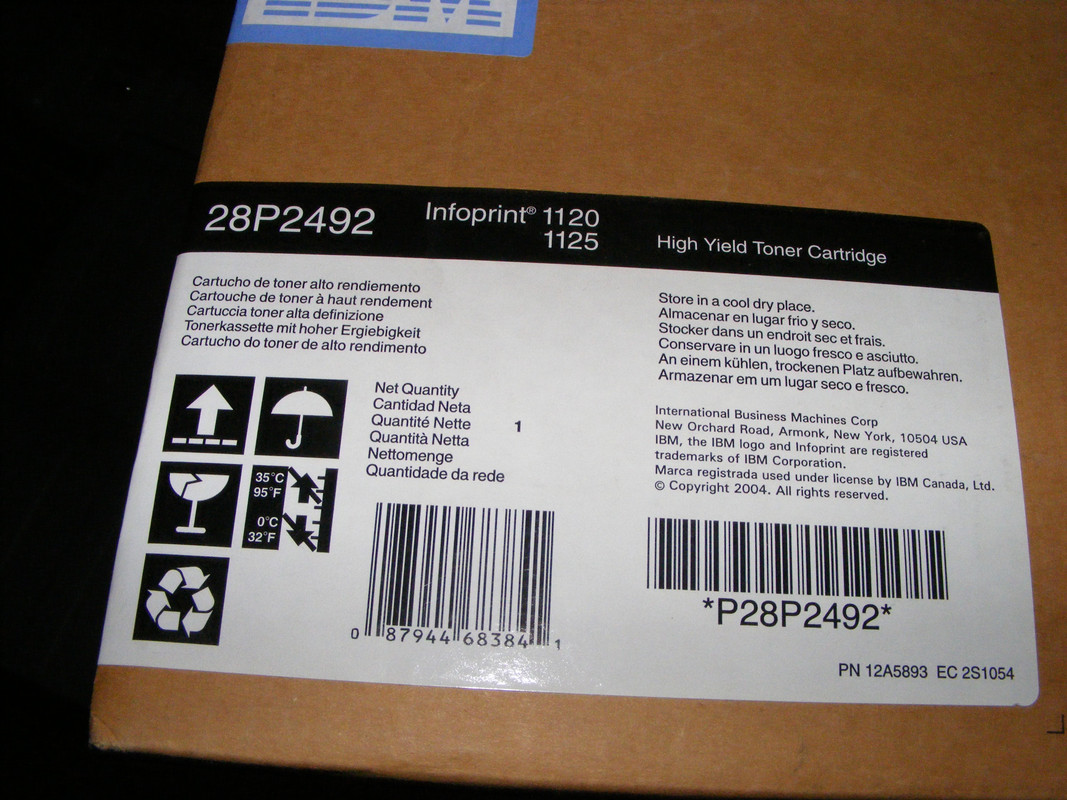 IBM
28P2492
Infoprint® 1120
1125
High Yield Toner Cartridge
Cartucho de toner alto rendiemento
Cartouche de toner à haut rendement
Cartuccia toner alta definizione
Tonerkassette mit hoher Ergiebigkeit
Cartucho do toner de alto rendimento
Store in a cool dry place.
Almacenar en lugar frio y seco.
Stocker dans un endroit sec et frais.
Conservare in un luogo fresco e asciutto.
An einem kühlen, trockenen Platz aufbewahren.
Armazenar em um lugar seco e fresco.
Net Quantity
Cantidad Neta
Quantité Nette
Quantità Netta
Nettomenge
Quantidade da rede
1
International Business Machines Corp
New Orchard Road, Armonk, New York, 10504 USA
IBM, the IBM logo and Infoprint are registered
trademarks of IBM Corporation.
Marca registrada used under license by IBM Canada, Ltd.
© Copyright 2004. All rights reserved.
35°C
95°F
0°C
32°F
0 87944 68384 1
*P28P2492*
PN 12A5893 EC 2S1054